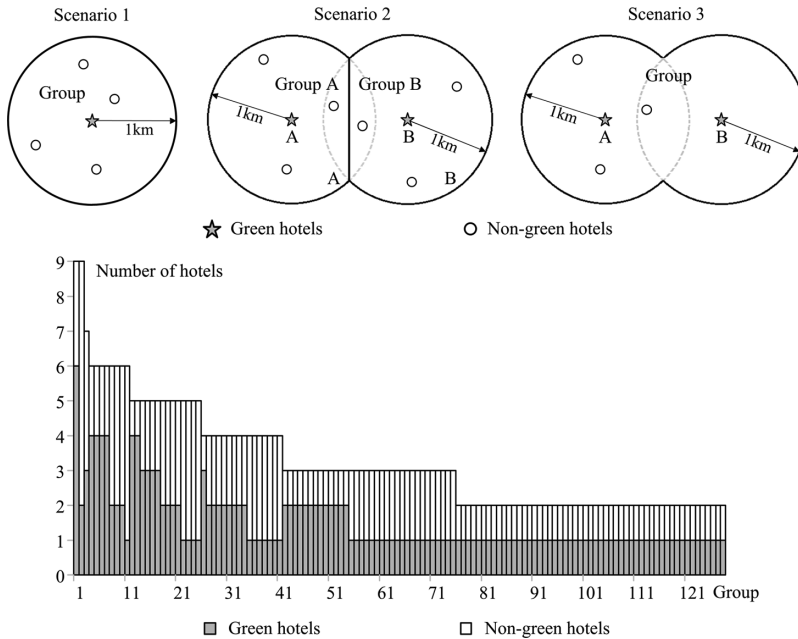 Scenario 1
Scenario 2
Scenario 3
Group
1km
Group A
Group B
1km
A
B
1km
A
B
Group
1km
A
B
1km
Green hotels
Non-green hotels
Number of hotels
9
8
7
6
5
4
3
2
1
0
1 11 21 31 41 51 61 71 81 91 101 111 121 Group
Green hotels
Non-green hotels